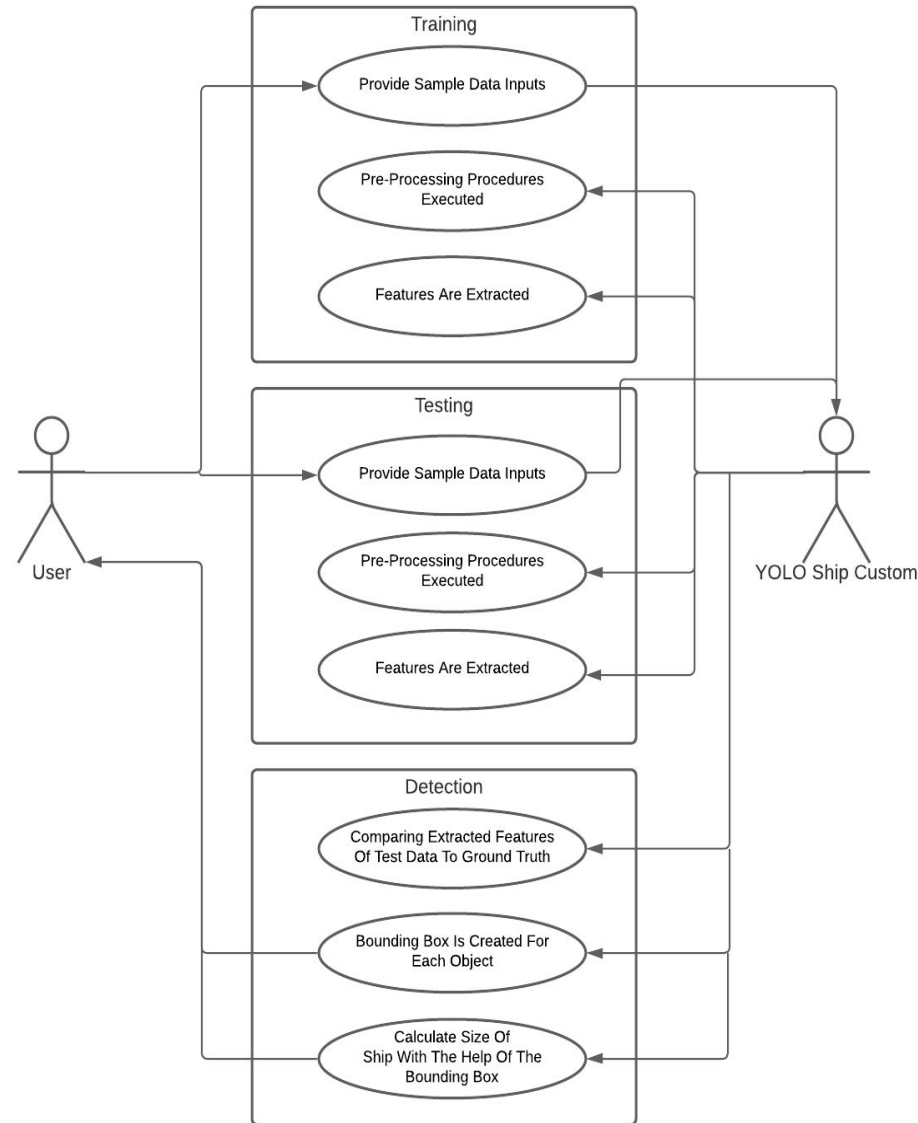 Training
Provide Sample Data Inputs
Pre-Processing Procedures
Executed
Features Are Extracted
Testing
Provide Sample Data Inputs
Pre-Processing Procedures
Executed
Features Are Extracted
User
YOLO Ship Custom
Detection
Comparing Extracted Features
Of Test Data To Ground Truth
Bounding Box Is Created For
Each Object
Calculate Size Of
Ship With The Help Of The
Bounding Box